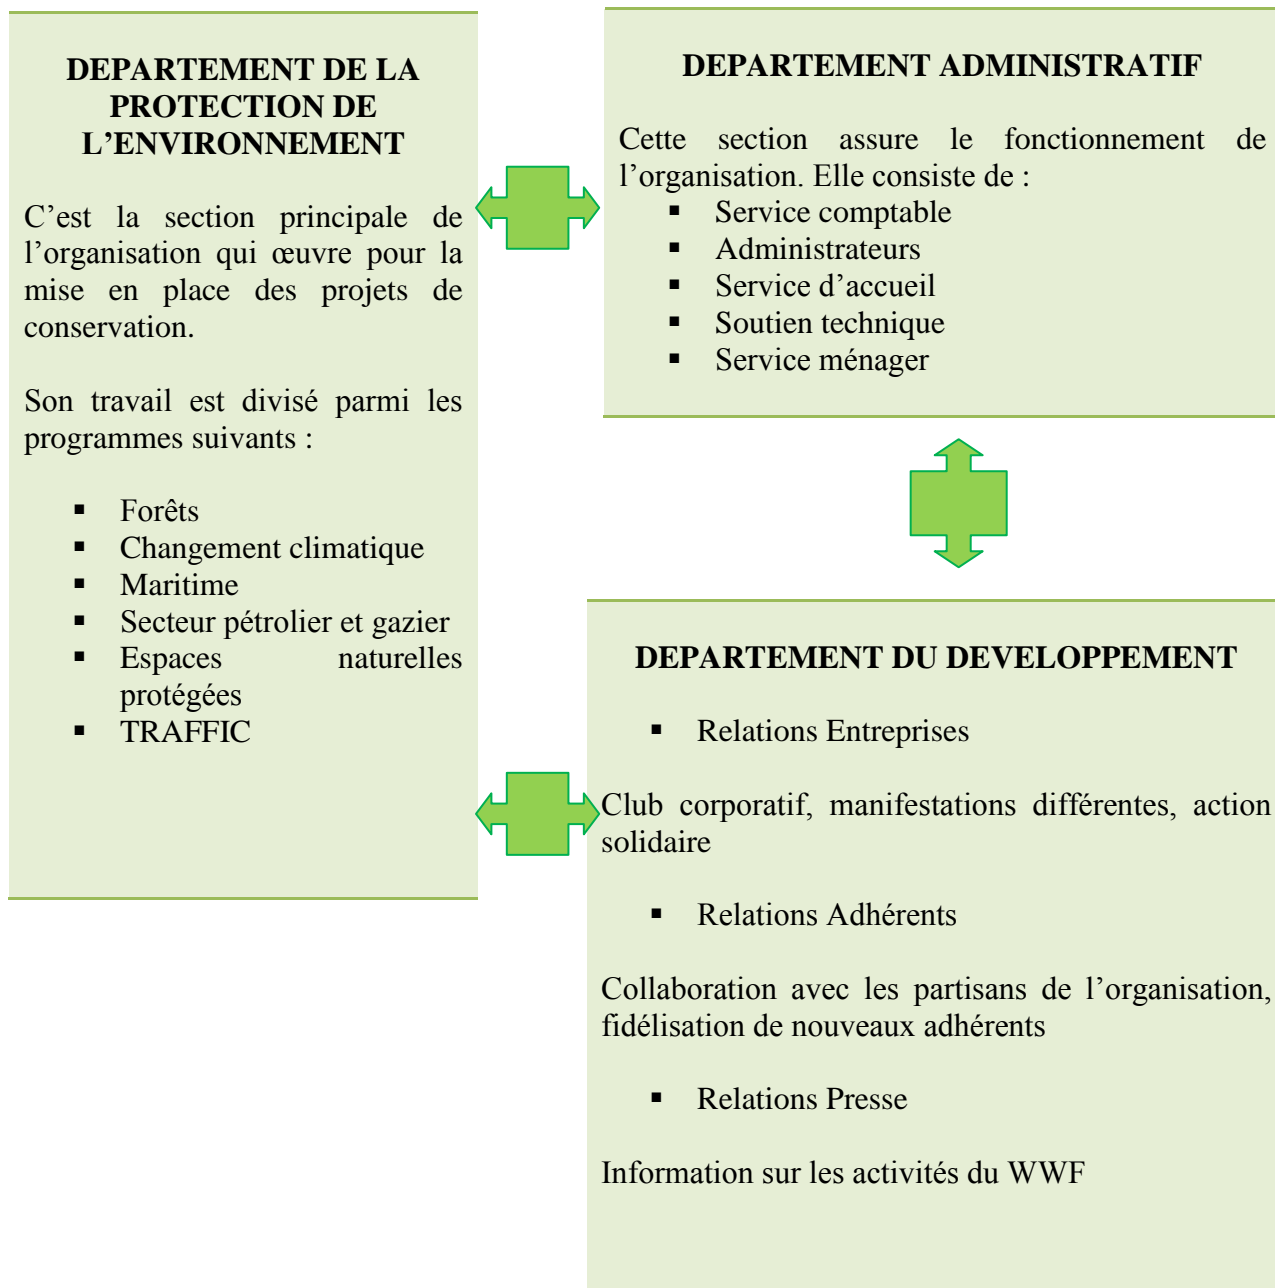 DEPARTEMENT DE LA
PROTECTION DE
L’ENVIRONNEMENT
C’est la section principale de
l’organisation qui œuvre pour la
mise en place des projets de
conservation.
Son travail est divisé parmi les
programmes suivants :
▪ Forêts
▪ Changement climatique
▪ Maritime
▪ Secteur pétrolier et gazier
▪ Espaces naturelles
protégées
▪ TRAFFIC
DEPARTEMENT ADMINISTRATIF
Cette section assure le fonctionnement de
l’organisation. Elle consiste de :
▪ Service comptable
▪ Administrateurs
▪ Service d’accueil
▪ Soutien technique
▪ Service ménager
DEPARTEMENT DU DEVELOPPEMENT
▪ Relations Entreprises
Club corporatif, manifestations différentes, action
solidaire
▪ Relations Adhérents
Collaboration avec les partisans de l’organisation,
fidélisation de nouveaux adhérents
▪ Relations Presse
Information sur les activités du WWF